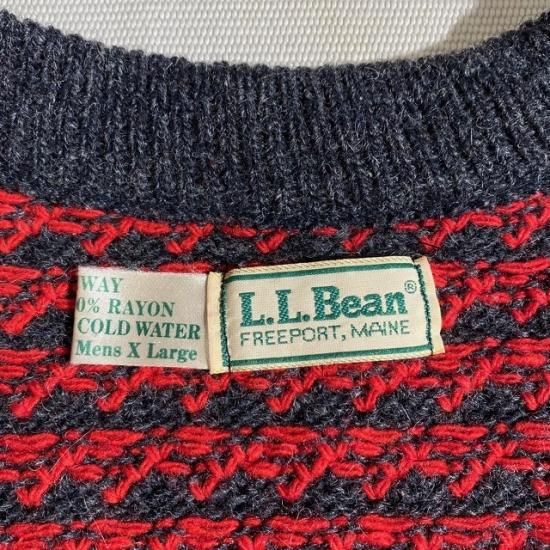 WAY
0% RAYON
COLD WATER
Mens X Large
L.L.Bean®
FREEPORT, MAINE